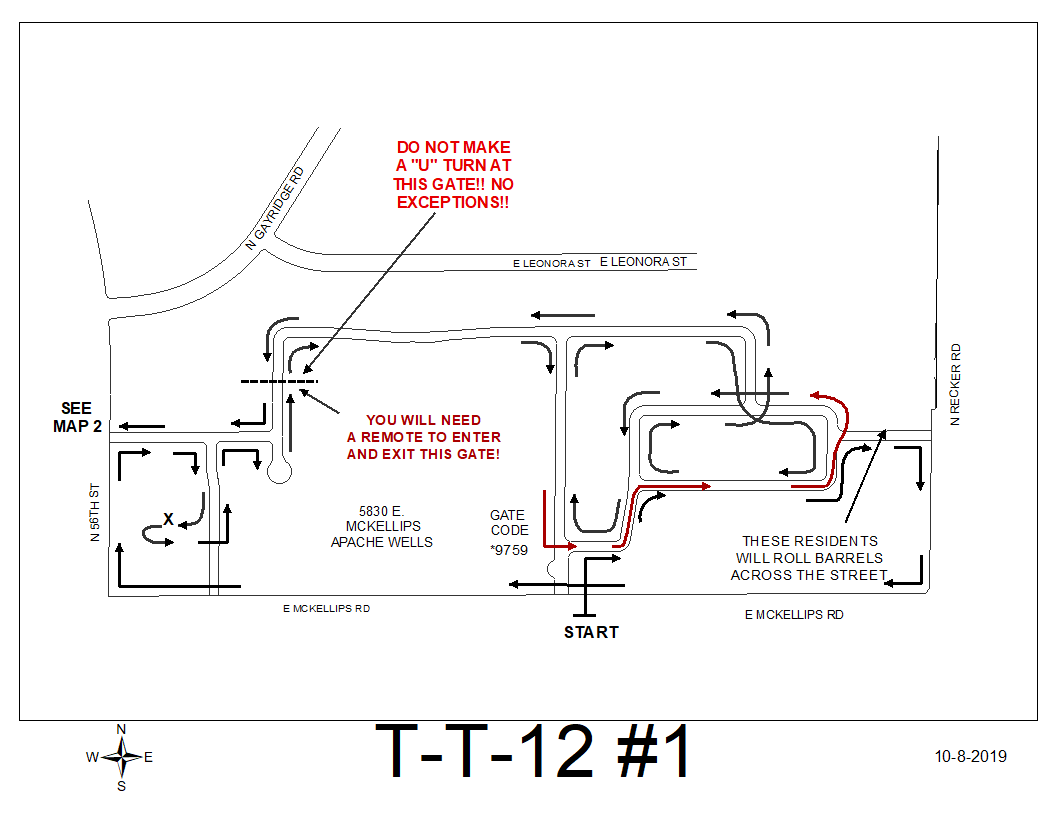 DO NOT MAKE
A "U" TURN AT
THIS GATE!! NO
EXCEPTIONS!!
N GAYRIDGE RD
E LEONORA ST
E LEONORA ST
N RECKER RD
SEE
MAP 2
YOU WILL NEED
A REMOTE TO ENTER
AND EXIT THIS GATE!
N 56TH ST
X
5830 E.
MCKELLIPS
APACHE WELLS
GATE
CODE
*9759
THESE RESIDENTS
WILL ROLL BARRELS
ACROSS THE STREET
E MCKELLIPS RD
E MCKELLIPS RD
START
N
W E
S
T-T-12 #1
10-8-2019